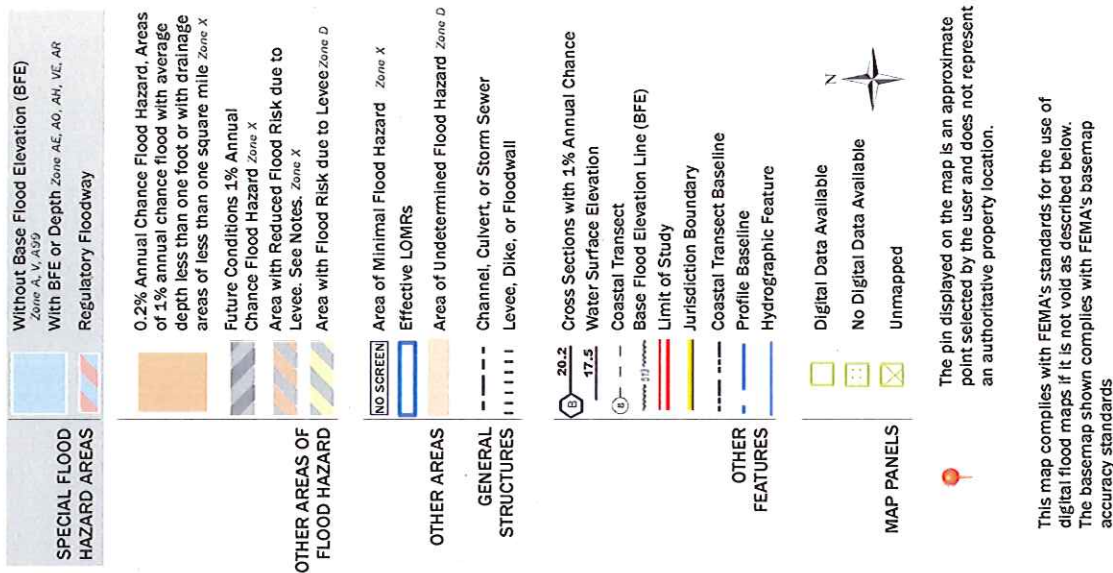 SPECIAL FLOOD
HAZARD AREAS
Without Base Flood Elevation (BFE)
Zone A, V, A99
With BFE or Depth Zone AE, AO, AH, VE, AR
Regulatory Floodway
OTHER AREAS OF
FLOOD HAZARD
0.2% Annual Chance Flood Hazard, Areas
of 1% annual chance flood with average
depth less than one foot or with drainage
areas of less than one square mile Zone X
Future Conditions 1% Annual
Chance Flood Hazard Zone X
Area with Reduced Flood Risk due to
Levee. See Notes. Zone X
Area with Flood Risk due to Levee Zone D
OTHER AREAS
NO SCREEN
Area of Minimal Flood Hazard Zone X
Effective LOMRs
Area of Undetermined Flood Hazard Zone D
GENERAL
STRUCTURES
Channel, Culvert, or Storm Sewer
Levee, Dike, or Floodwall
OTHER
FEATURES
B 20.2
17.5
Cross Sections with 1% Annual Chance
Water Surface Elevation
8 Coastal Transect
513 Base Flood Elevation Line (BFE)
Limit of Study
Jurisdiction Boundary
Coastal Transect Baseline
Profile Baseline
Hydrographic Feature
MAP PANELS
Digital Data Available
No Digital Data Available
Unmapped
N
The pin displayed on the map is an approximate
point selected by the user and does not represent
an authoritative property location.
This map complies with FEMA's standards for the use of
digital flood maps if it is not void as described below.
The basemap shown complies with FEMA's basemap
accuracy standards